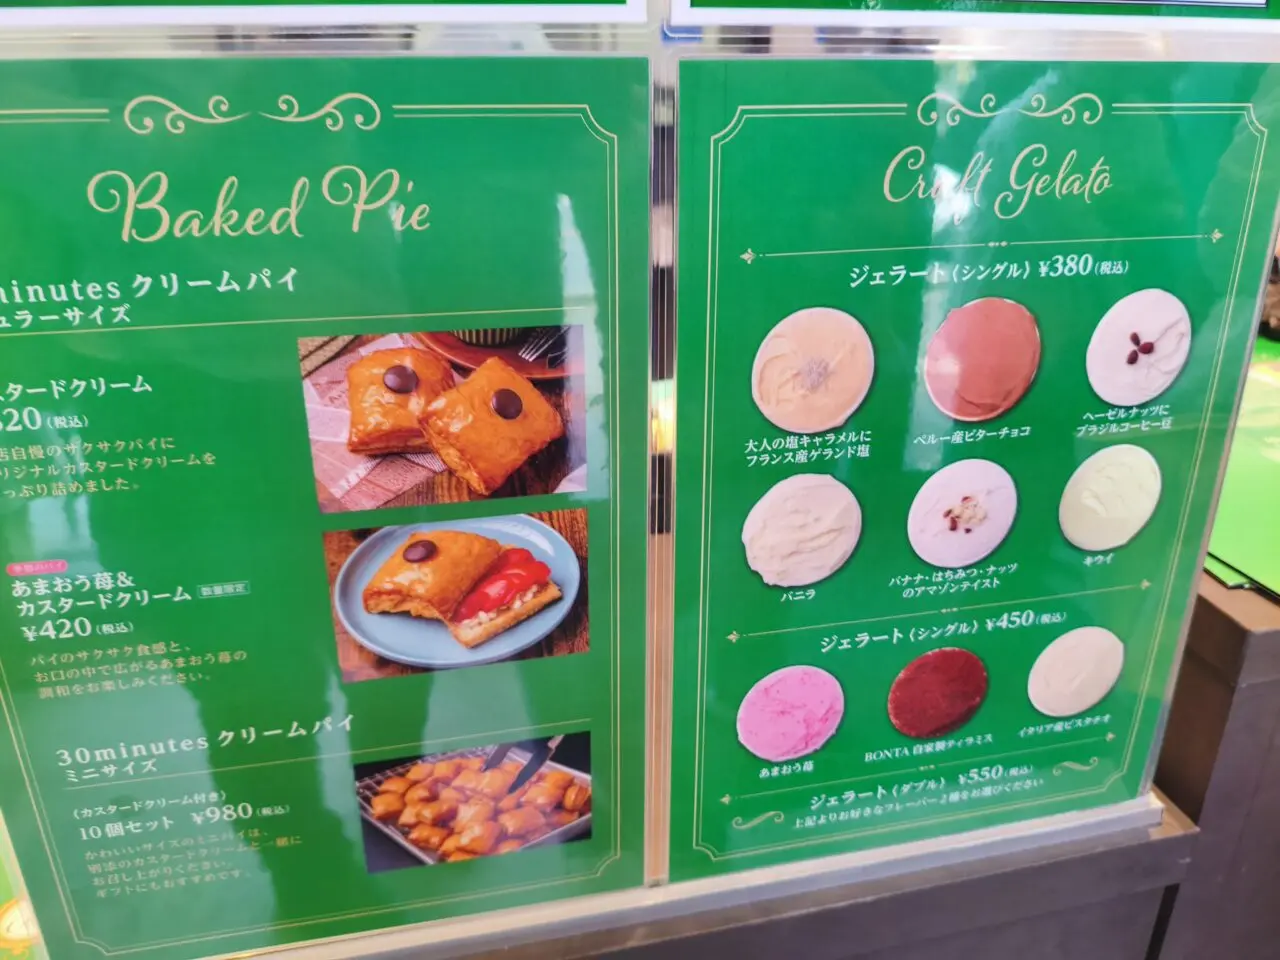 Baked Pie
minutes クリームパイ
ュラーサイズ
スタードクリーム
320 (税込)
店自慢のサクサクパイに
リジナルカスタードクリームを
っぷり詰めました。
季節のパイ
あまおう苺&
カスタードクリーム 数量限定
¥420 (税込)
パイのサクサク食感と、
お口の中で広がるあまおう苺の
調和をお楽しみください。
30minutes クリームパイ
ミニサイズ
(カスタードクリーム付き)
10個セット ¥980 (税込)
かわいいサイズのミニパイは、
別添のカスタードクリームと一緒に
お召し上がりください。
ギフトにもおすすめです。
Craft Gelato
ジェラート〈シングル〉 ¥380 (税込)
大人の塩キャラメルに
フランス産ゲランド塩
ペルー産ビターチョコ
ヘーゼルナッツに
ブラジルコーヒー豆
バニラ
バナナ・はちみつ・ナッツ
のアマゾンテイスト
キウイ
ジェラート〈シングル〉 ¥450 (税込)
あまおう苺
BONTA 自家製ティラミス
イタリア産ピスタチオ
ジェラート〈ダブル〉 ¥550 (税込)
上記よりお好きなフレーバー2種をお選びください